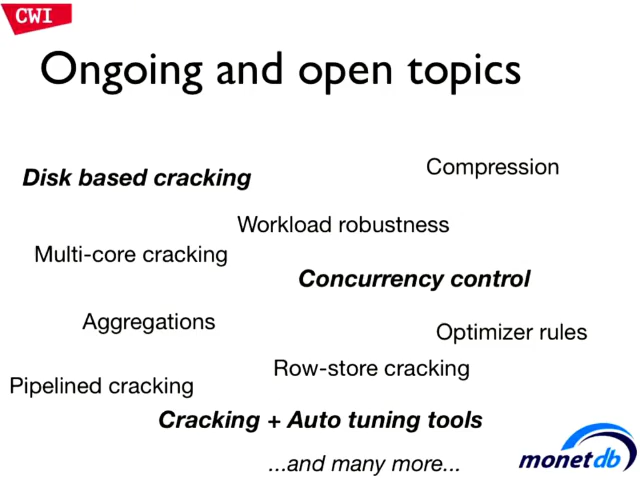 CWI
Ongoing and open topics
Compression
Disk based cracking
Workload robustness
Multi-core cracking
Concurrency control
Aggregations
Optimizer rules
Row-store cracking
Pipelined cracking
Cracking + Auto tuning tools
...and many more...
monetdb